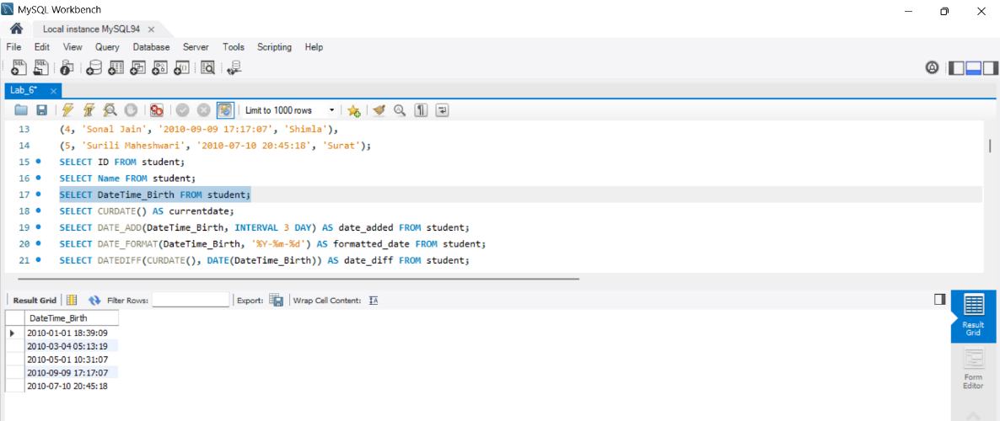 MySQL Workbench
Local instance MySQL94
File Edit View Query Database Server Tools Scripting Help
Lab_6*
Limit to 1000 rows
13 (4, 'Sonal Jain', '2010-09-09 17:17:07', 'Shimla'),
14 (5, 'Surili Maheshwari', '2010-07-10 20:45:18', 'Surat');
15 SELECT ID FROM student;
16 SELECT Name FROM student;
17 SELECT DateTime_Birth FROM student;
18 SELECT CURDATE() AS currentdate;
19 SELECT DATE_ADD(DateTime_Birth, INTERVAL 3 DAY) AS date_added FROM student;
20 SELECT DATE_FORMAT(DateTime_Birth, '%Y-%m-%d') AS formatted_date FROM student;
21 SELECT DATEDIFF(CURDATE(), DATE(DateTime_Birth)) AS date_diff FROM student;
Result Grid Filter Rows: Export: Wrap Cell Content:
DateTime_Birth
2010-01-01 18:39:09
2010-03-04 05:13:19
2010-05-01 10:31:07
2010-09-09 17:17:07
2010-07-10 20:45:18
Result
Grid
Form
Editor